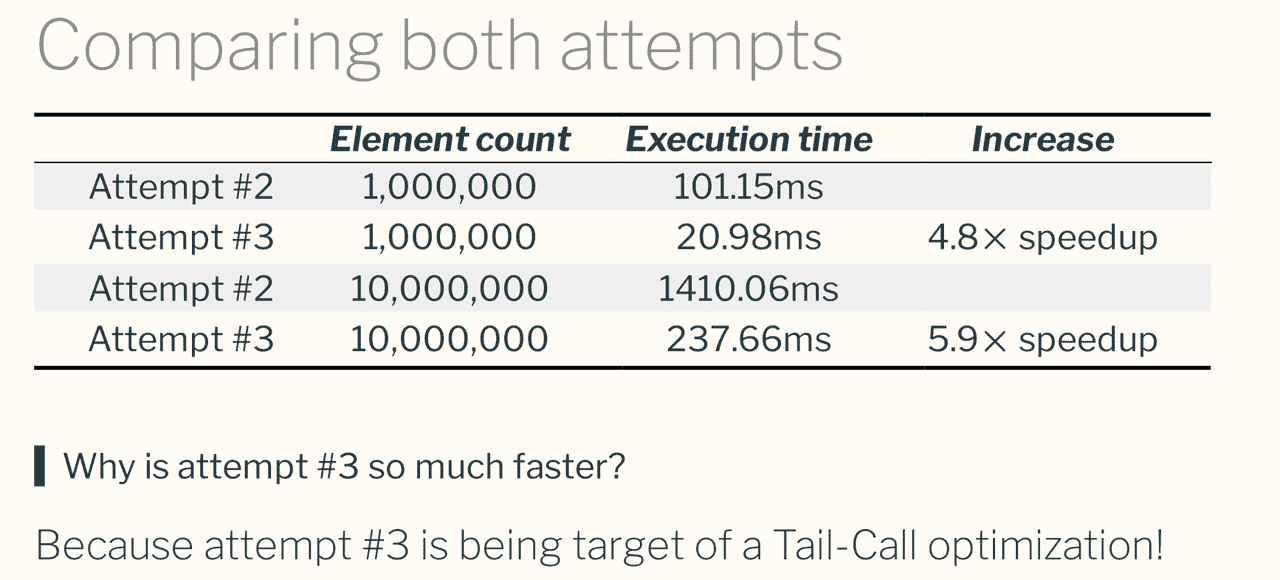 Comparing both attempts
Element count Execution time Increase
Attempt #2 1,000,000 101.15ms
Attempt #3 1,000,000 20.98ms 4.8× speedup
Attempt #2 10,000,000 1410.06ms
Attempt #3 10,000,000 237.66ms 5.9× speedup
Why is attempt #3 so much faster?
Because attempt #3 is being target of a Tail-Call optimization!